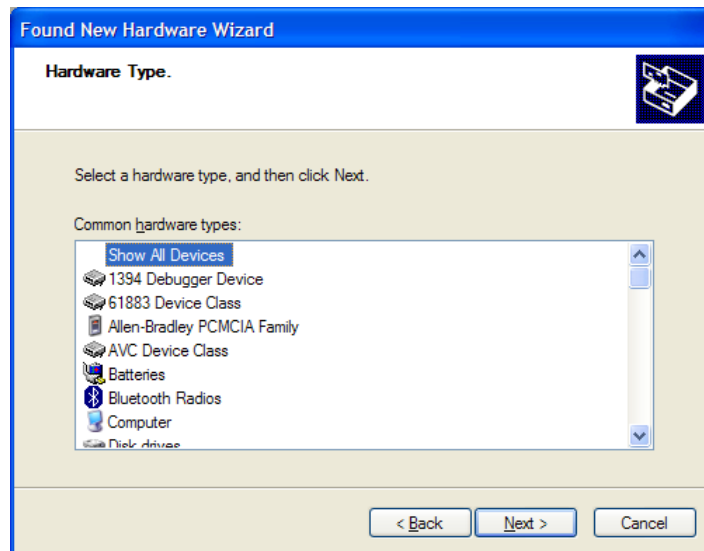 Found New Hardware Wizard
Hardware Type.
Select a hardware type, and then click Next.
Common hardware types:
Show All Devices
1394 Debugger Device
61883 Device Class
Allen-Bradley PCMCIA Family
AVC Device Class
Batteries
Bluetooth Radios
Computer
Disk drives
< Back
Next >
Cancel